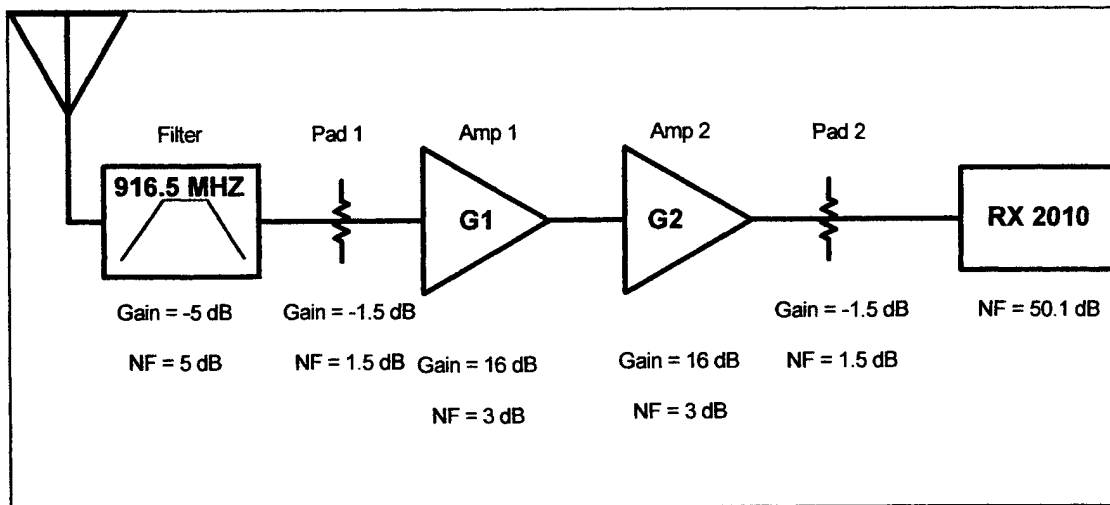 Filter
Pad 1
Amp 1
Amp 2
Pad 2
916.5 MHZ
G1
G2
RX 2010
Gain = -5 dB
Gain = -1.5 dB
Gain = -1.5 dB
NF = 50.1 dB
NF = 5 dB
NF = 1.5 dB
Gain = 16 dB
Gain = 16 dB
NF = 1.5 dB
NF = 3 dB
NF = 3 dB